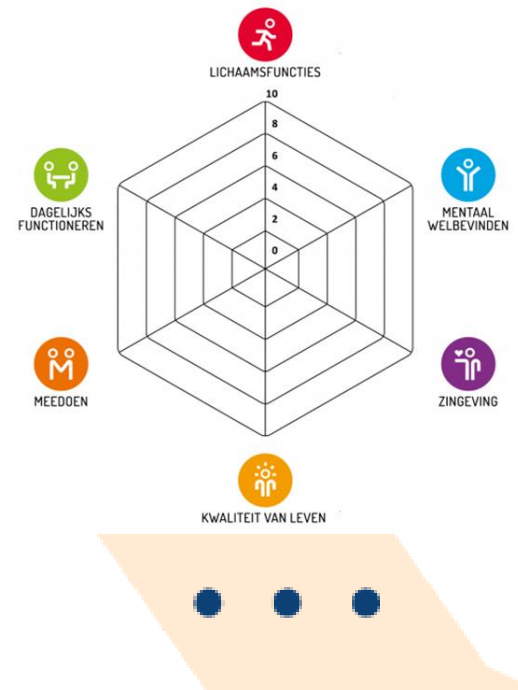 LICHAAMSFUNCTIES
10
8
6
4
2
0
DAGELIJKS
FUNCTIONEREN
MENTAAL
WELBEVINDEN
MEEDOEN
ZINGEVING
KWALITEIT VAN LEVEN